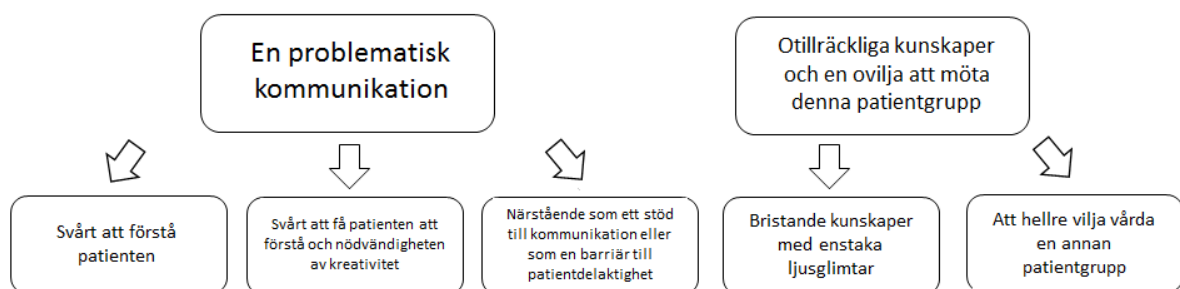 En problematisk
kommunikation
Otillräckliga kunskaper
och en ovilja att möta
denna patientgrupp
Svårt att förstå
patienten
Svårt att få patienten att
förstå och nödvändigheten
av kreativitet
Närstående som ett stöd
till kommunikation eller
som en barriär till
patientdelaktighet
Bristande kunskaper
med enstaka
ljusglimtar
Att hellre vilja vårda
en annan
patientgrupp